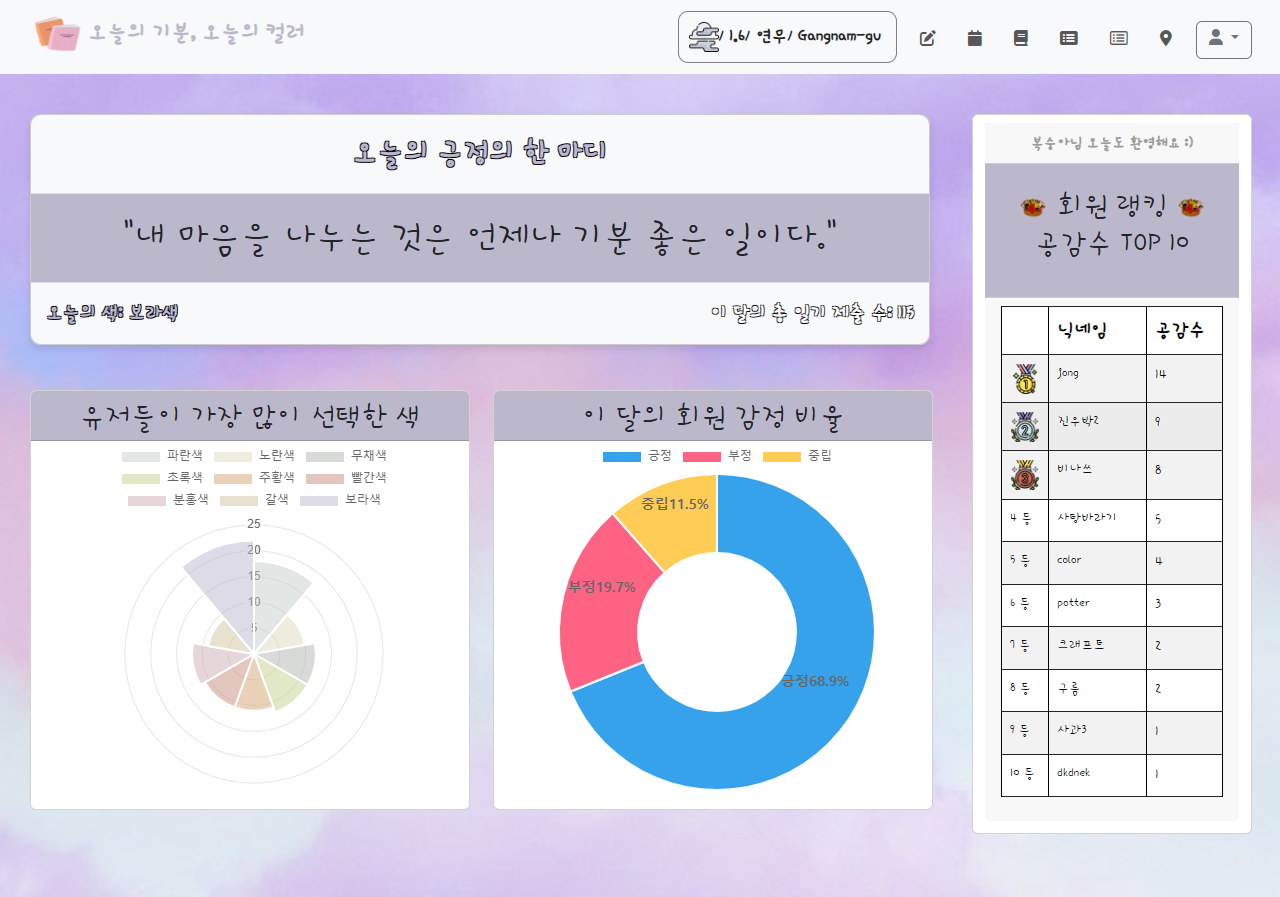 오늘의 기분, 오늘의 컬러
/ 1.6/ 연무/ Gangnam-gu
오늘의 긍정의 한 마디
"내 마음을 나누는 것은 언제나 기분 좋은 일이다."
오늘의 색: 보라색
이 달의 총 일기 제출 수: 115
유저들이 가장 많이 선택한 색
파란색 노란색 무채색
초록색 주황색 빨간색
분홍색 갈색 보라색
25
20
15
10
5
이 달의 회원 감정 비율
긍정 부정 중립
중립11.5%
부정19.7%
긍정68.9%
복숭아님 오늘도 환영해요 :)
회원 랭킹
공감수 TOP 10
닉네임 공감수
1 jong 14
2 진우박2 9
3 비나쓰 8
4 등 사탕바라기 5
5 등 color 4
6 등 potter 3
7 등 크래프트 2
8 등 구름 2
9 등 사과3 1
10 등 dkdnek 1